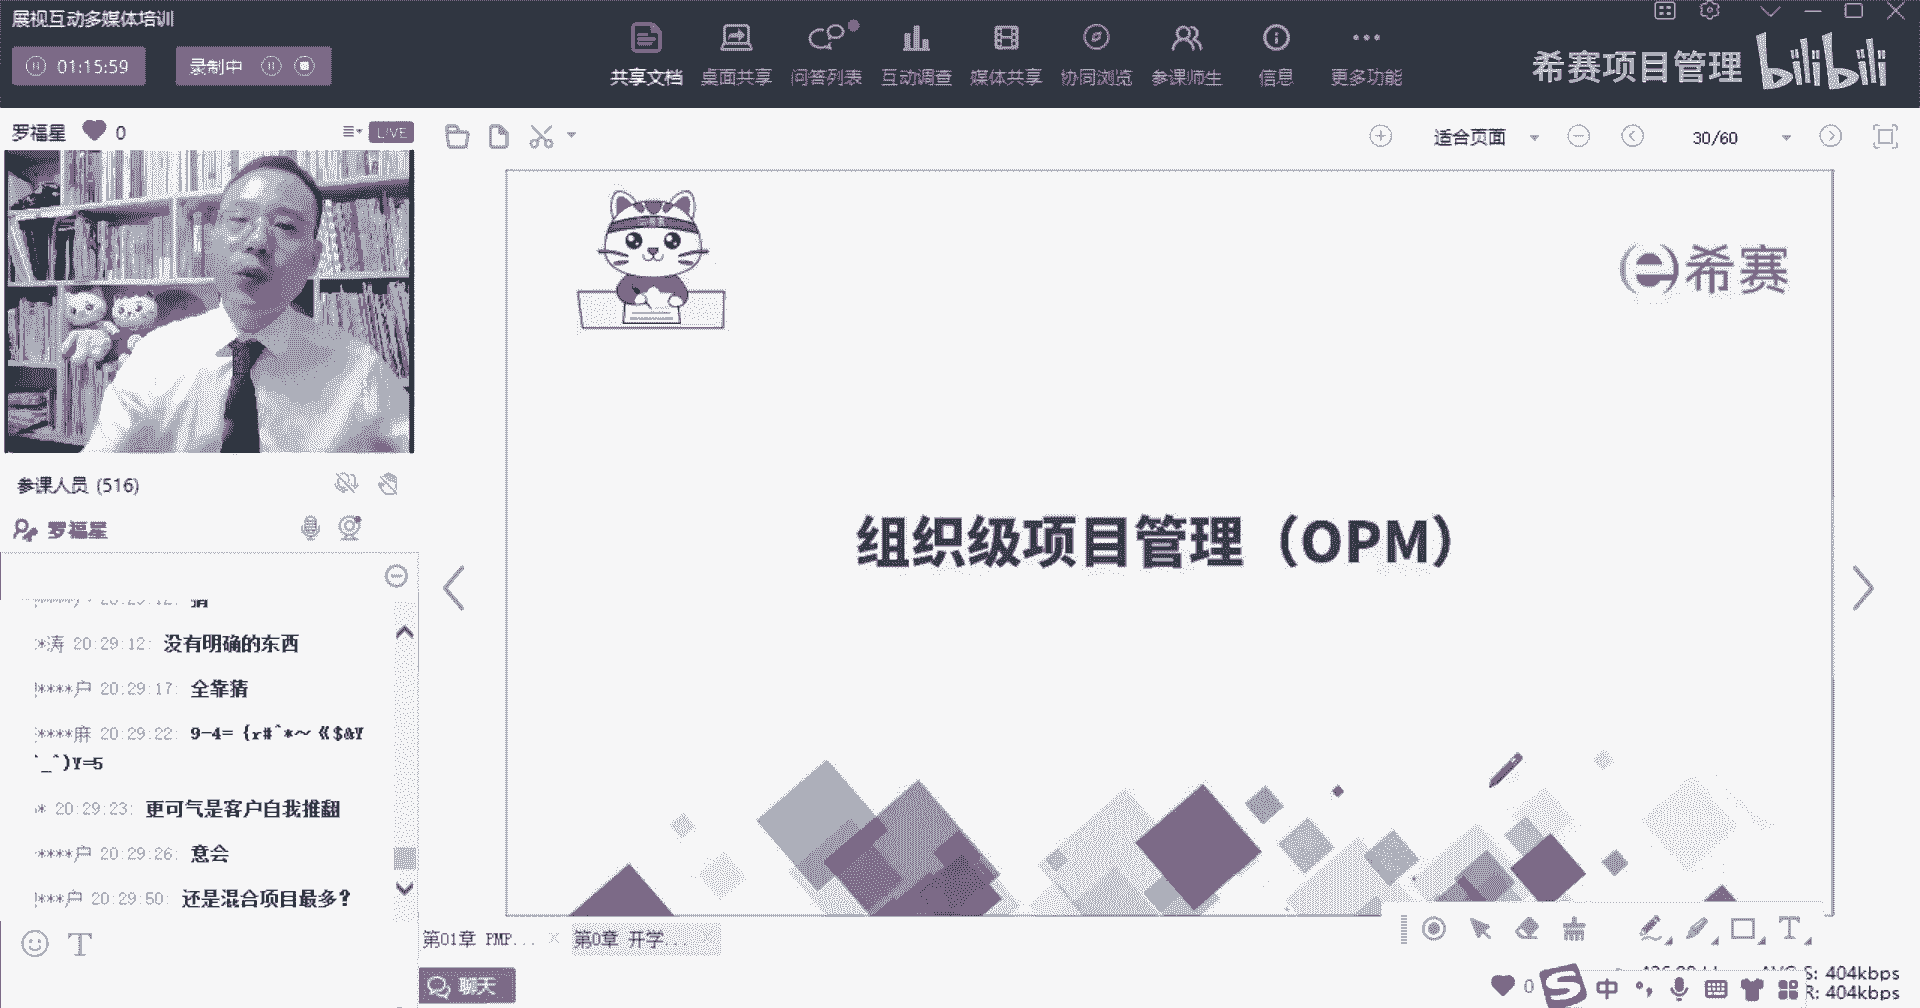 展视互动多媒体培训
01:15:59
录制中
共享文档 桌面共享 问答列表 互动调查 媒体共享 协同浏览 参课师生 信息 更多功能
希赛项目管理 bilibili
罗福星 0 LIVE
适合页面 30/60
希赛
组织级项目管理（OPM）
参课人员 (516)
罗福星
*涛 20:29:12: 没有明确的东西
!****户 20:29:17: 全靠猜
****麻 20:29:22: 9-4=
=5
* 20:29:23: 更可气是客户自我推翻
****户 20:29:26: 意会
!***户 20:29:50: 还是混合项目最多？
第01章 PMP... 第0章 开学...
聊天
0 中 S: 404kbps
R: 404kbps